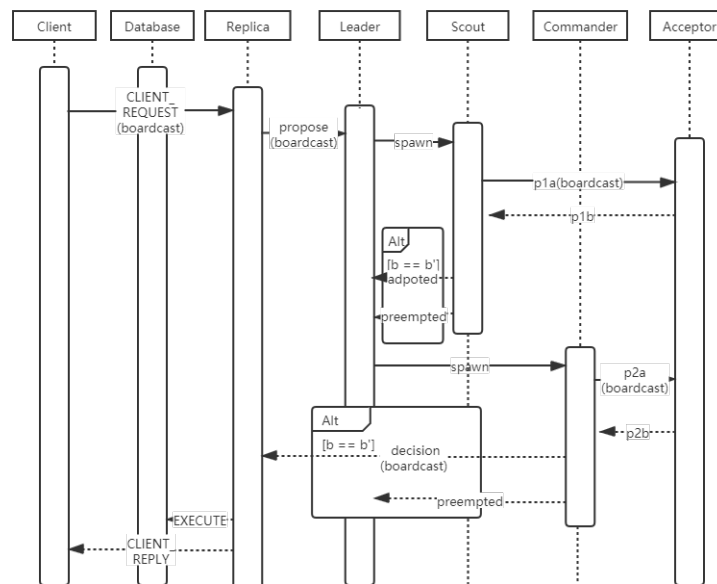 Client
Database
Replica
Leader
Scout
Commander
Acceptor
CLIENT_
REQUEST
(boardcast)
propose
(boardcast)
spawn
p1a(boardcast)
p1b
Alt
[b == b']
adpoted
preempted
spawn
p2a
(boardcast)
Alt
p2b
[b == b']
decision
(boardcast)
preempted
EXECUTE
CLIENT_
REPLY